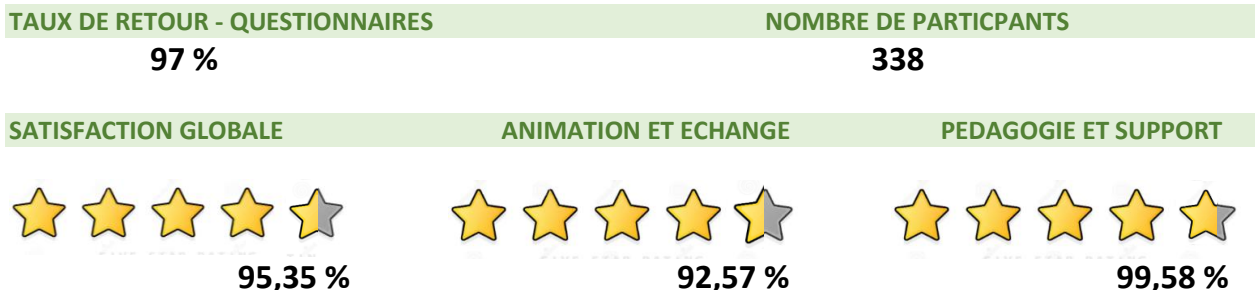 TAUX DE RETOUR - QUESTIONNAIRES NOMBRE DE PARTICPANTS
97 % 338
SATISFACTION GLOBALE ANIMATION ET ECHANGE PEDAGOGIE ET SUPPORT
95,35 % 92,57 % 99,58 %